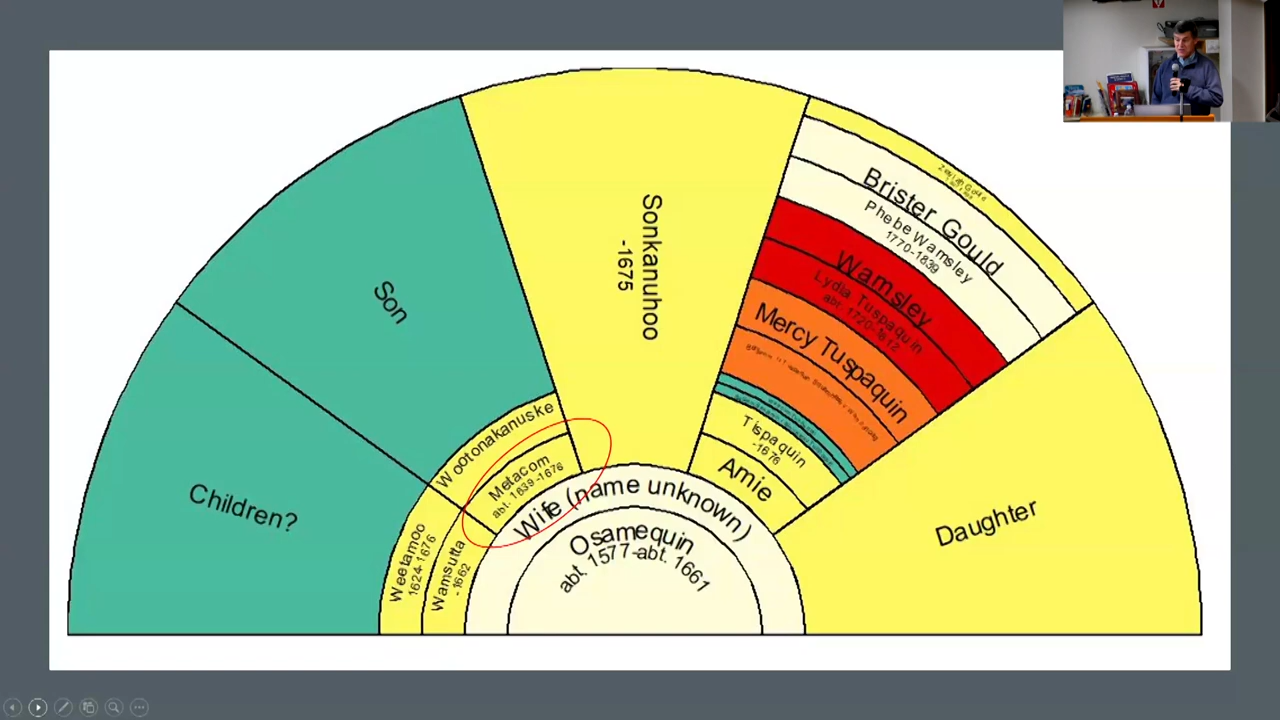 Children?
Son
Sonkanuhoo
-1675
Wootonakanuske
Metacom
abt. 1639-1676
Weetamoo
1624-1676
Wamsutta
-1662
Wife (name unknown)
Osamequin
abt. 1577-abt. 1661
Amie
Tispaquin
-1676
Mercy Tuspaquin
Wamsley
Lydia Tuspaquin
abt. 1720-1812
Brister Gould
Phebe Wamsley
1770-1839
Daughter